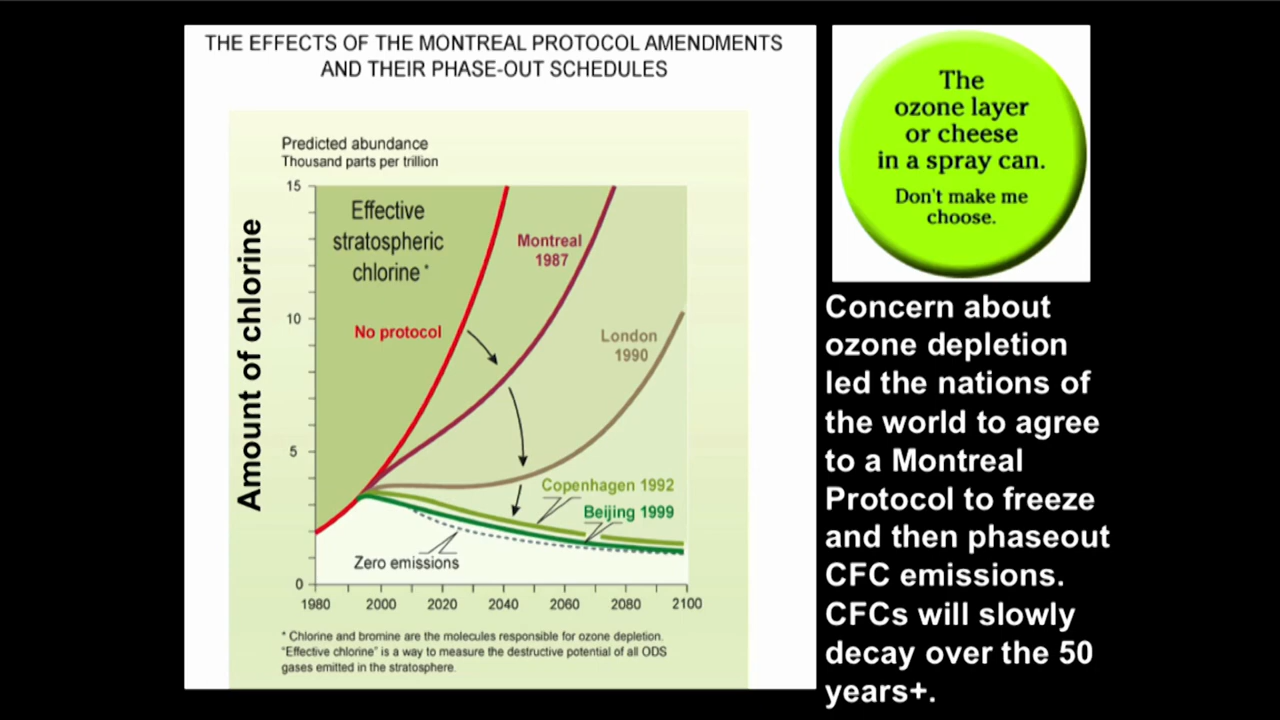 THE EFFECTS OF THE MONTREAL PROTOCOL AMENDMENTS
AND THEIR PHASE-OUT SCHEDULES
Predicted abundance
Thousand parts per trillion
Amount of chlorine
15
10
5
0
Effective
stratospheric
chlorine *
No protocol
Montreal
1987
London
1990
Copenhagen 1992
Beijing 1999
Zero emissions
1980 2000 2020 2040 2060 2080 2100
* Chlorine and bromine are the molecules responsible for ozone depletion.
"Effective chlorine" is a way to measure the destructive potential of all ODS
gases emitted in the stratosphere.
The
ozone layer
or cheese
in a spray can.
Don't make me
choose.
Concern about
ozone depletion
led the nations of
the world to agree
to a Montreal
Protocol to freeze
and then phaseout
CFC emissions.
CFCs will slowly
decay over the 50
years+.